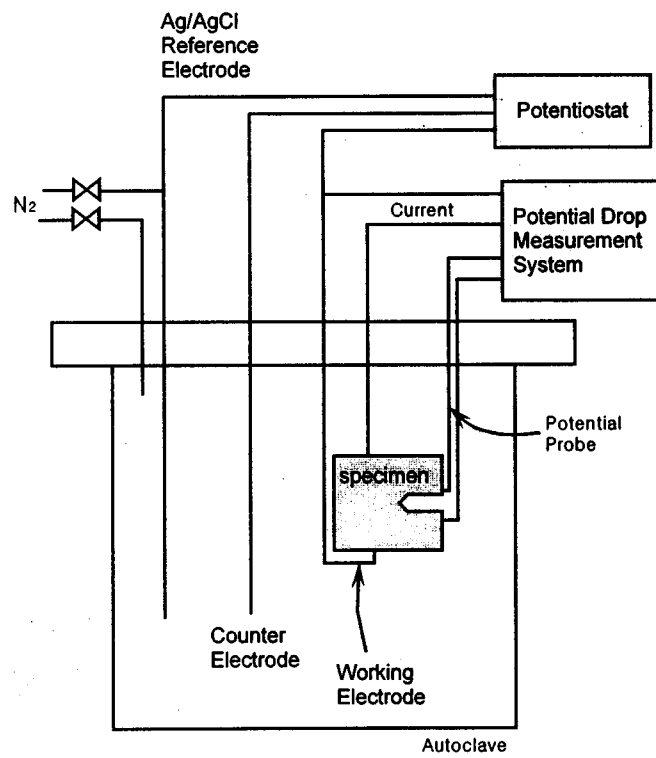 Ag/AgCl
Reference
Electrode
Potentiostat
N2
Current
Potential Drop
Measurement
System
Potential
Probe
specimen
Counter
Electrode
Working
Electrode
Autoclave